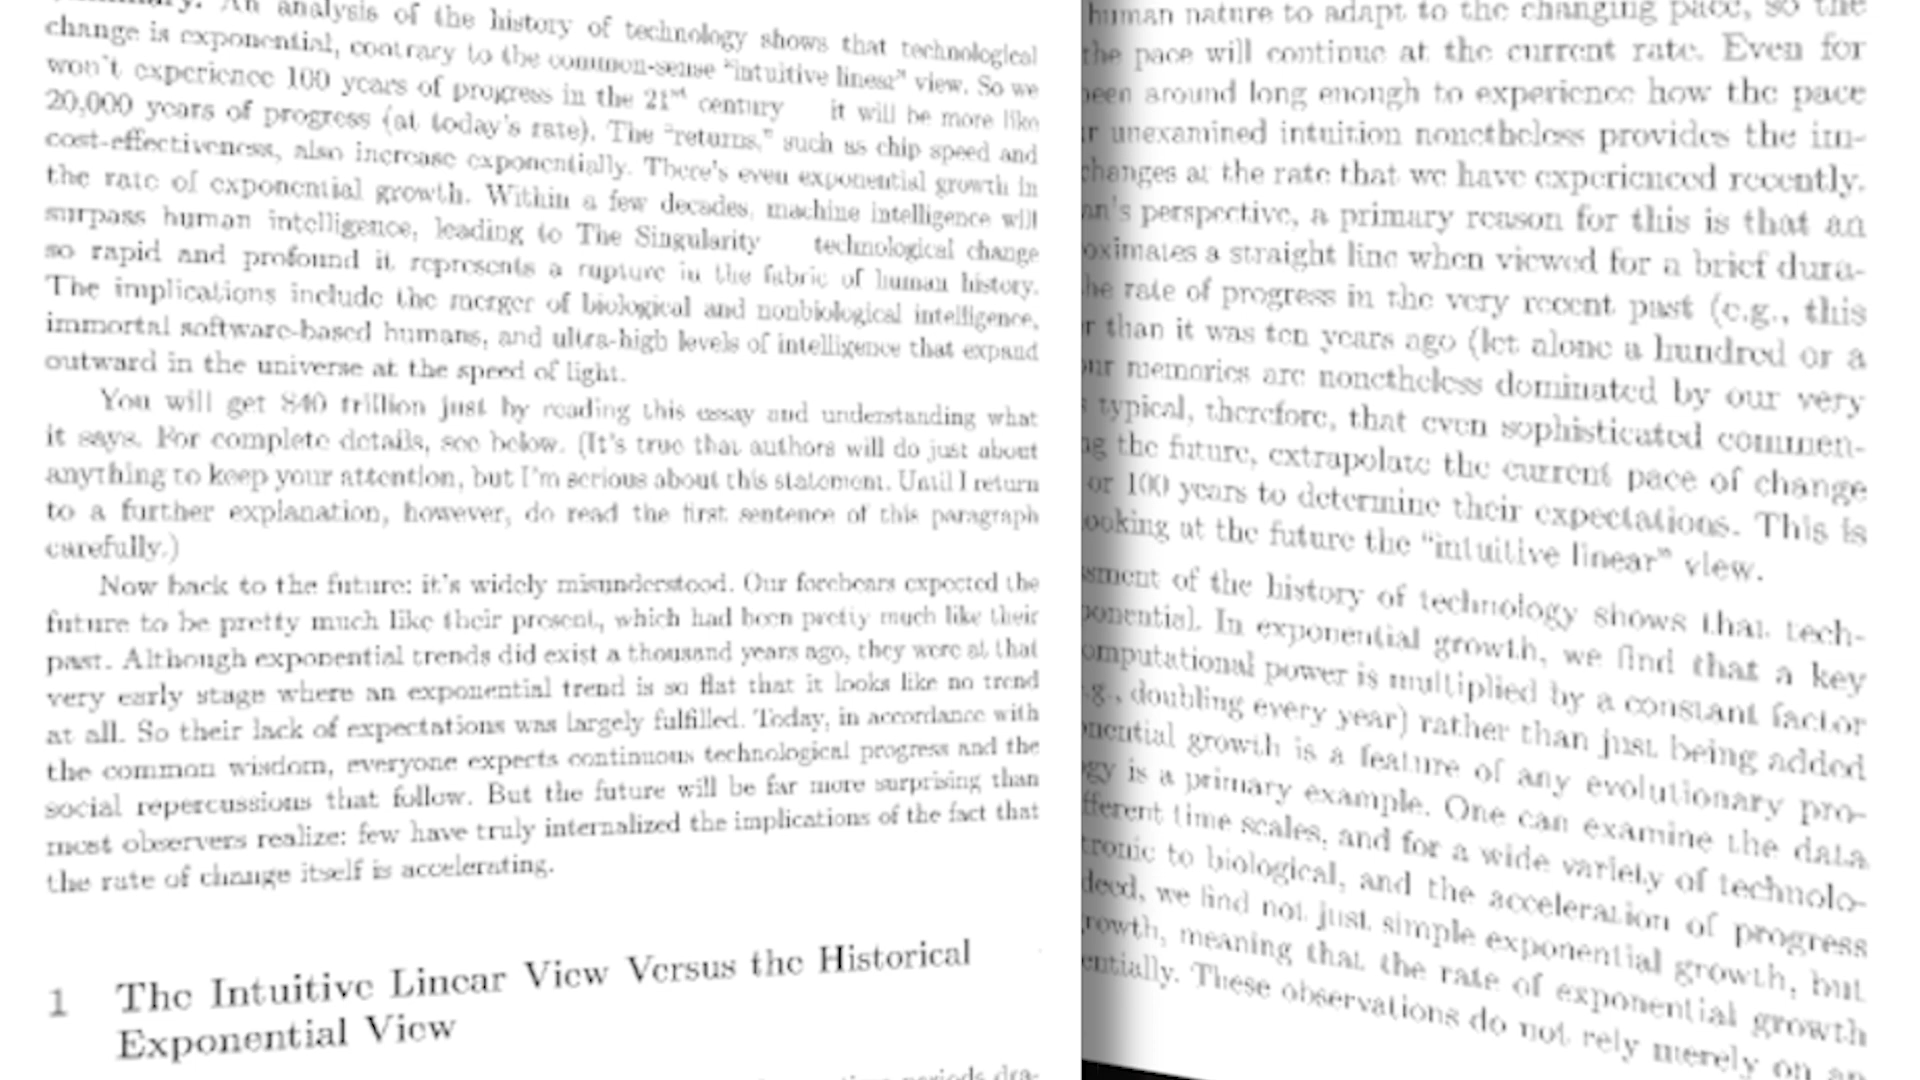 An analysis of the history of technology shows that technological
change is exponential, contrary to the common-sense "intuitive linear" view. So we
won't experience 100 years of progress in the 21st century it will be more like
20,000 years of progress (at today's rate). The "returns," such as chip speed and
cost-effectiveness, also increase exponentially. There's even exponential growth in
the rate of exponential growth. Within a few decades, machine intelligence will
surpass human intelligence, leading to The Singularity technological change
so rapid and profound it represents a rupture in the fabric of human history.
The implications include the merger of biological and nonbiological intelligence,
immortal software-based humans, and ultra-high levels of intelligence that expand
outward in the universe at the speed of light.
You will get $40 trillion just by reading this essay and understanding what
it says. For complete details, see below. (It's true that authors will do just about
anything to keep your attention, but I'm serious about this statement. Until I return
to a further explanation, however, do read the first sentence of this paragraph
carefully.)
Now back to the future: it's widely misunderstood. Our forebears expected the
future to be pretty much like their present, which had been pretty much like their
past. Although exponential trends did exist a thousand years ago, they were at that
very early stage where an exponential trend is so flat that it looks like no trend
at all. So their lack of expectations was largely fulfilled. Today, in accordance with
the common wisdom, everyone expects continuous technological progress and the
social repercussions that follow. But the future will be far more surprising than
most observers realize: few have truly internalized the implications of the fact that
the rate of change itself is accelerating.
1 The Intuitive Linear View Versus the Historical
Exponential View
periods dra-
human nature to adapt to the changing pace, so the
the pace will continue at the current rate. Even for
been around long enough to experience how the pace
r unexamined intuition nonetheless provides the im-
changes at the rate that we have experienced recently.
an's perspective, a primary reason for this is that an
oximates a straight line when viewed for a brief dura-
he rate of progress in the very recent past (e.g., this
r than it was ten years ago (let alone a hundred or a
ur memories are nonetheless dominated by our very
s typical, therefore, that even sophisticated commen-
ng the future, extrapolate the current pace of change
or 100 years to determine their expectations. This is
ooking at the future the "intuitive linear" view.
sment of the history of technology shows that tech-
ponential. In exponential growth, we find that a key
omputational power is multiplied by a constant factor
.g., doubling every year) rather than just being added
nential growth is a feature of any evolutionary pro-
gy is a primary example. One can examine the data
fferent time scales, and for a wide variety of technolo-
tronic to biological, and the acceleration of progress
deed, we find not just simple exponential growth, but
rowth, meaning that the rate of exponential growth
entially. These observations do not rely merely on an